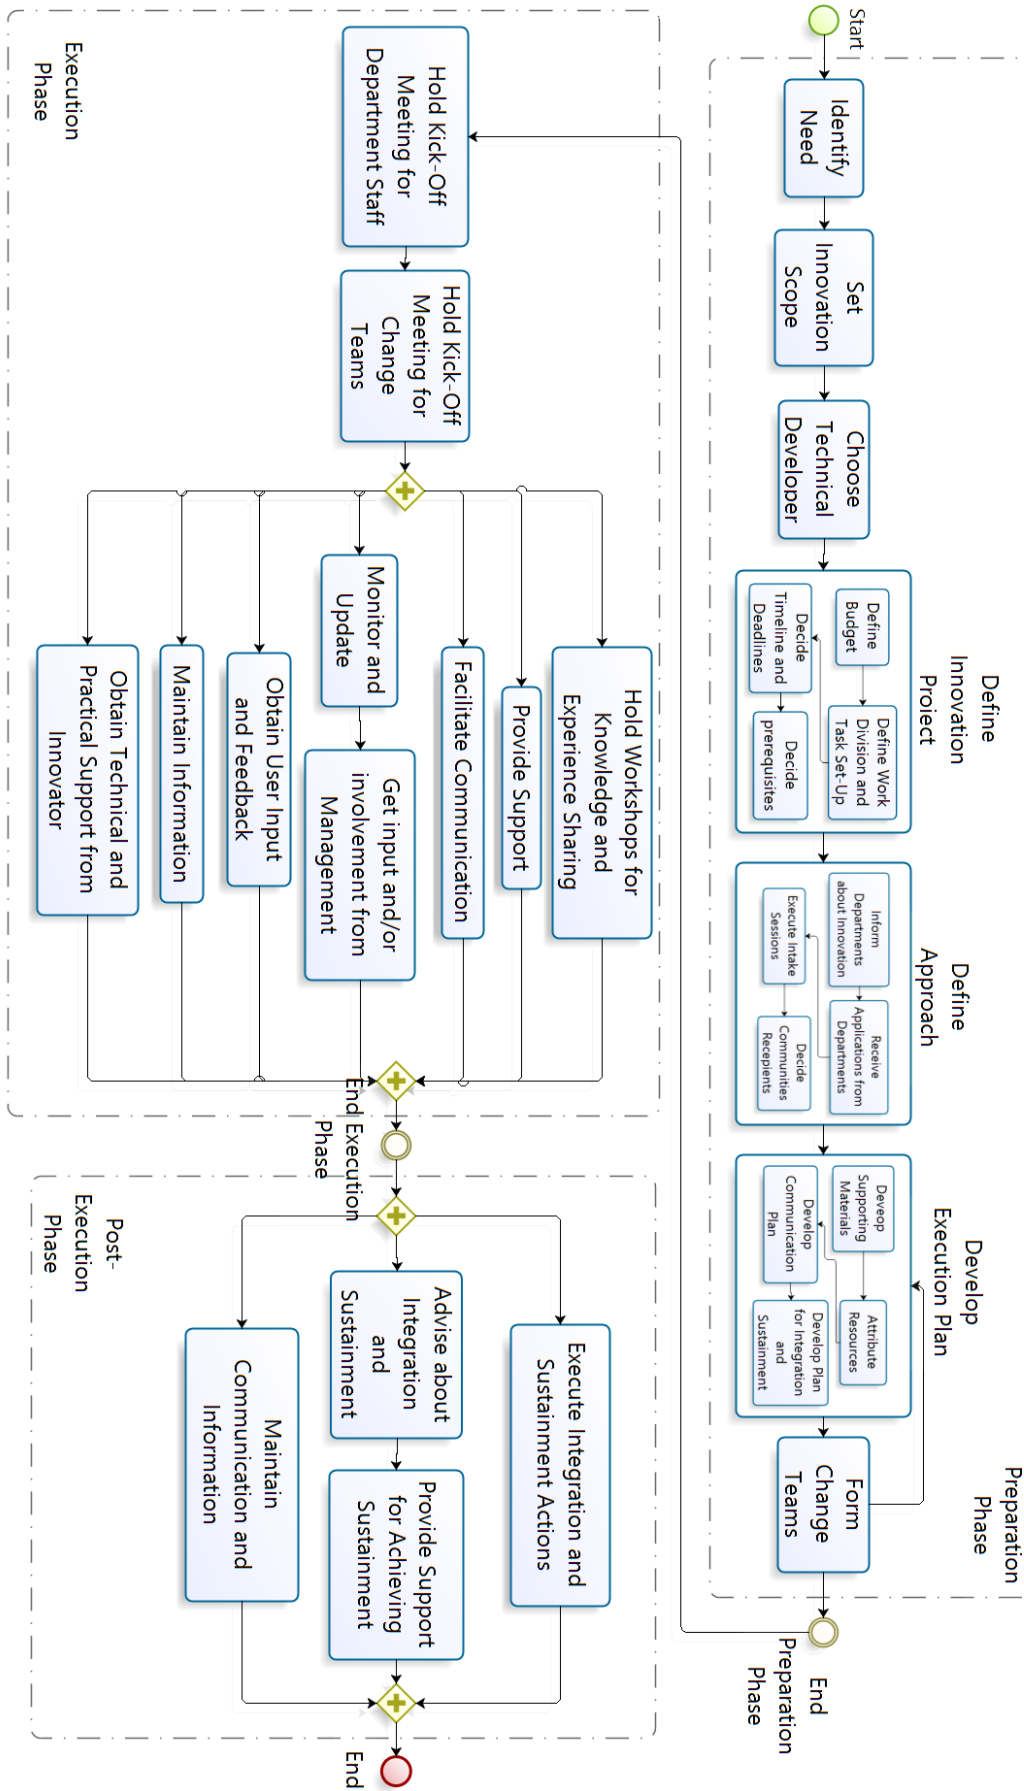 Start
Preparation
Phase
Identify
Need
Set
Innovation
Scope
Choose
Technical
Developer
Define
Innovation
Project
Define
Budget
Define Work
Division and
Task Set-Up
Decide
Timeline and
Deadlines
Decide
prerequisites
Define
Approach
Inform
Departments
about Innovation
Receive
Applications from
Departments
Execute Intake
Sessions
Decide
Communities
Recepients
Develop
Execution Plan
Deveop
Supporting
Materials
Attribute
Resources
Develop
Communication
Plan
Develop Plan
for Integration
and
Sustainment
Form
Change
Teams
End
Preparation
Phase
Execution
Phase
Hold Kick-Off
Meeting for
Department Staff
Hold Kick-Off
Meeting for
Change
Teams
Hold Workshops for
Knowledge and
Experience Sharing
Provide Support
Facilitate Communication
Monitor and
Update
Get input and/or
involvement from
Management
Obtain User Input
and Feedback
Maintain Information
Obtain Technical and
Practical Support from
Innovator
End Execution
Phase
Post-
Execution
Phase
Execute Integration and
Sustainment Actions
Advise about
Integration
and
Sustainment
Provide Support
for Achieving
Sustainment
Maintain
Communication and
Information
End